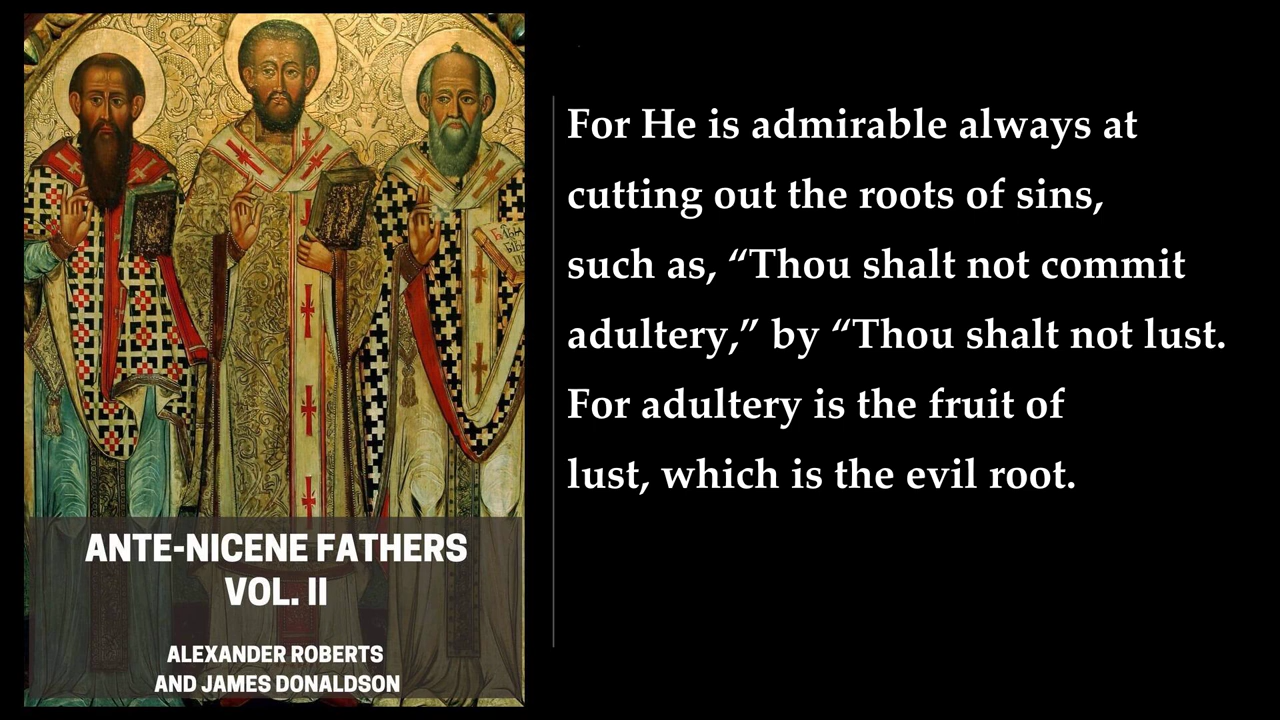 For He is admirable always at
cutting out the roots of sins,
such as, “Thou shalt not commit
adultery,” by “Thou shalt not lust.
For adultery is the fruit of
lust, which is the evil root.
ANTE-NICENE FATHERS
VOL. II
ALEXANDER ROBERTS
AND JAMES DONALDSON